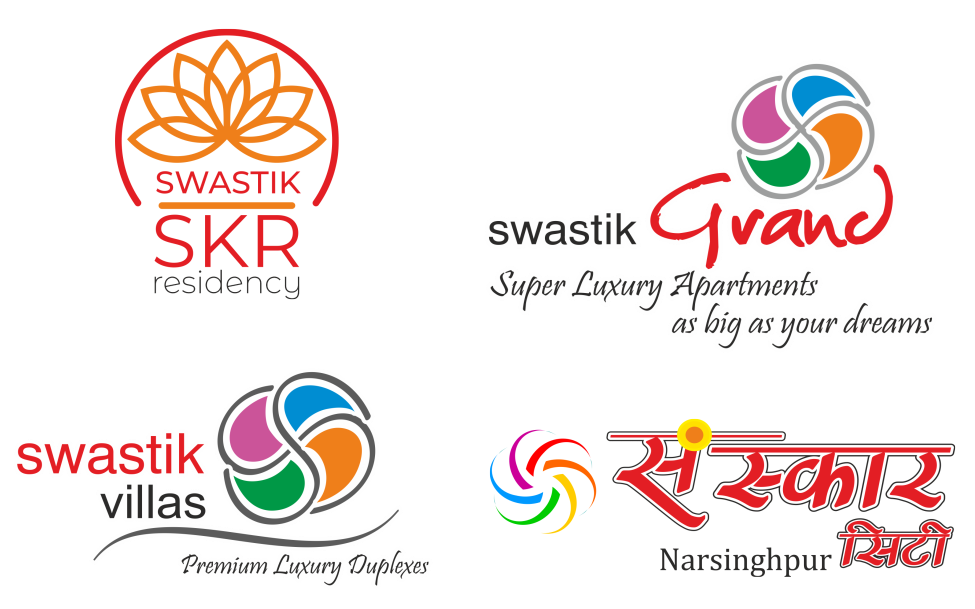 SWASTIK
SKR
residency
swastik Grand
Super Luxury Apartments
as big as your dreams
swastik
villas
Premium Luxury Duplexes
संस्कार
Narsinghpur सिटी